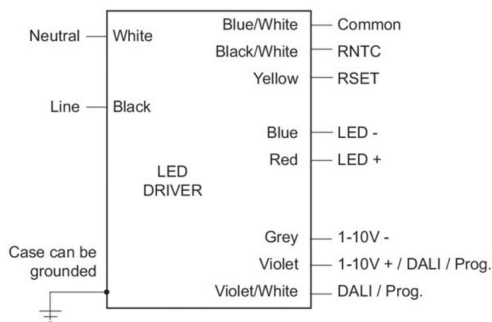 Neutral White Blue/White Common
Black/White RNTC
Yellow RSET
Line Black
Blue LED -
Red LED +
LED
DRIVER
Case can be
grounded
Grey 1-10V -
Violet 1-10V + / DALI / Prog.
Violet/White DALI / Prog.